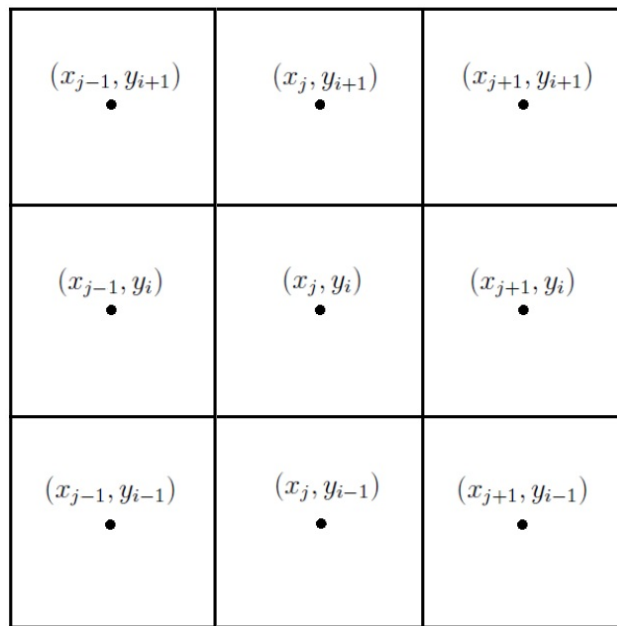 (x_{j-1}, y_{i+1}) (x_j, y_{i+1}) (x_{j+1}, y_{i+1})
(x_{j-1}, y_i) (x_j, y_i) (x_{j+1}, y_i)
(x_{j-1}, y_{i-1}) (x_j, y_{i-1}) (x_{j+1}, y_{i-1})